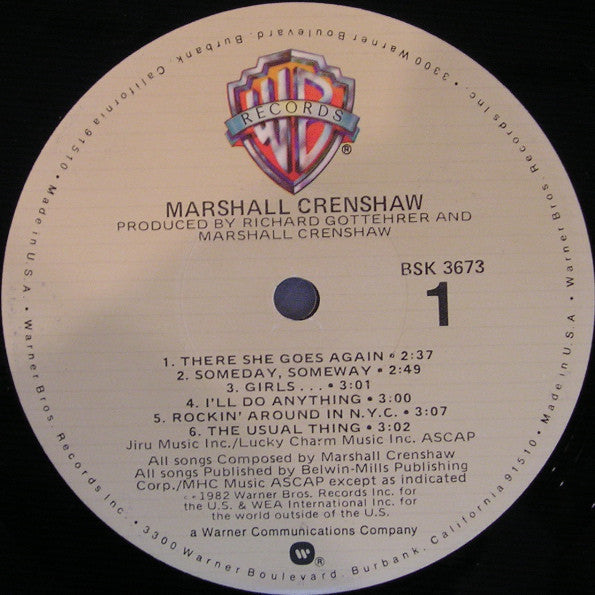 RECORDS
®
MARSHALL CRENSHAW
PRODUCED BY RICHARD GOTTEHRER AND
MARSHALL CRENSHAW
BSK 3673
1
1. THERE SHE GOES AGAIN • 2:37
2. SOMEDAY, SOMEWAY • 2:49
3. GIRLS... • 3:01
4. I'LL DO ANYTHING • 3:00
5. ROCKIN' AROUND IN N.Y.C. • 3:07
6. THE USUAL THING • 3:02
Jiru Music Inc./Lucky Charm Music Inc. ASCAP
All songs Composed by Marshall Crenshaw
All songs Published by Belwin-Mills Publishing
Corp./MHC Music ASCAP except as indicated
1982 Warner Bros. Records Inc. for
the U.S. & WEA International Inc. for
the world outside of the U.S.
a Warner Communications Company
®
Warner Bros. Records Inc. • 3300 Warner Boulevard, Burbank, California 91510 • Made in U.S.A. • Warner Bros. Records Inc. • 3300 Warner Boulevard, Burbank, California 91510 • Made in U.S.A •